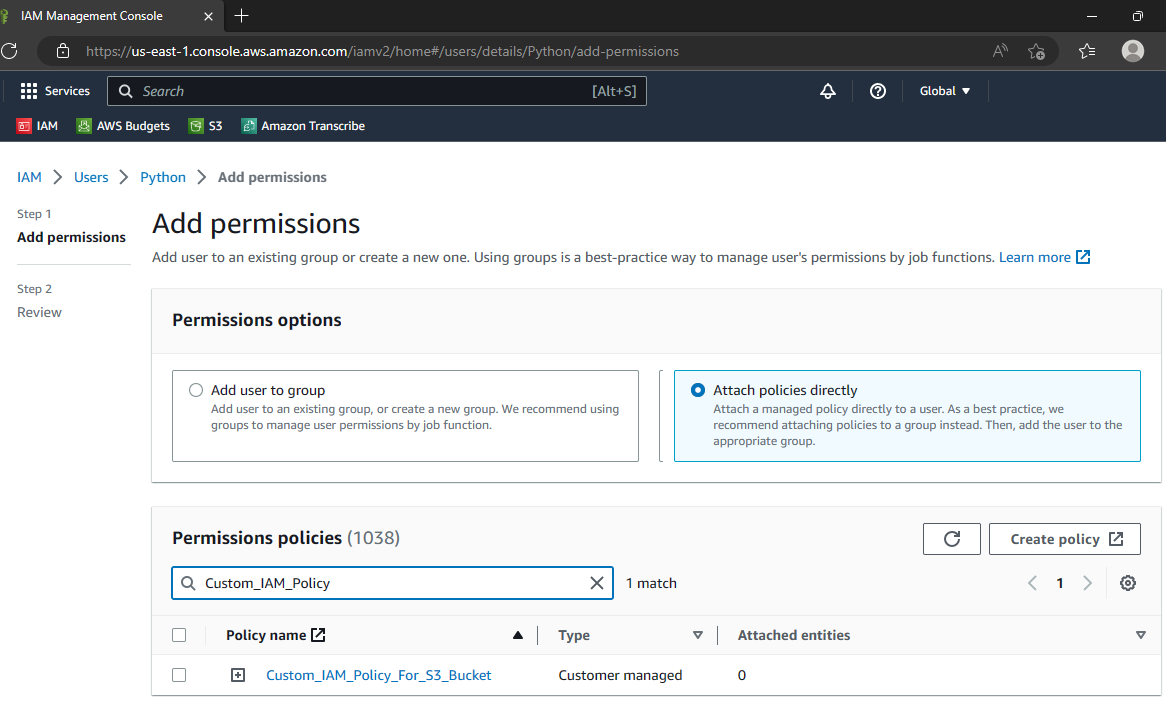 IAM Management Console
https://us-east-1.console.aws.amazon.com/iamv2/home#/users/details/Python/add-permissions
Services
Search [Alt+S]
Global
IAM AWS Budgets S3 Amazon Transcribe
IAM Users Python Add permissions
Step 1
Add permissions
Step 2
Review
Add permissions
Add user to an existing group or create a new one. Using groups is a best-practice way to manage user's permissions by job functions. Learn more
Permissions options
Add user to group
Add user to an existing group, or create a new group. We recommend using
groups to manage user permissions by job function.
Attach policies directly
Attach a managed policy directly to a user. As a best practice, we
recommend attaching policies to a group instead. Then, add the user to the
appropriate group.
Permissions policies (1038)
Create policy
Custom_IAM_Policy
1 match
1
Policy name Type Attached entities
Custom_IAM_Policy_For_S3_Bucket Customer managed 0